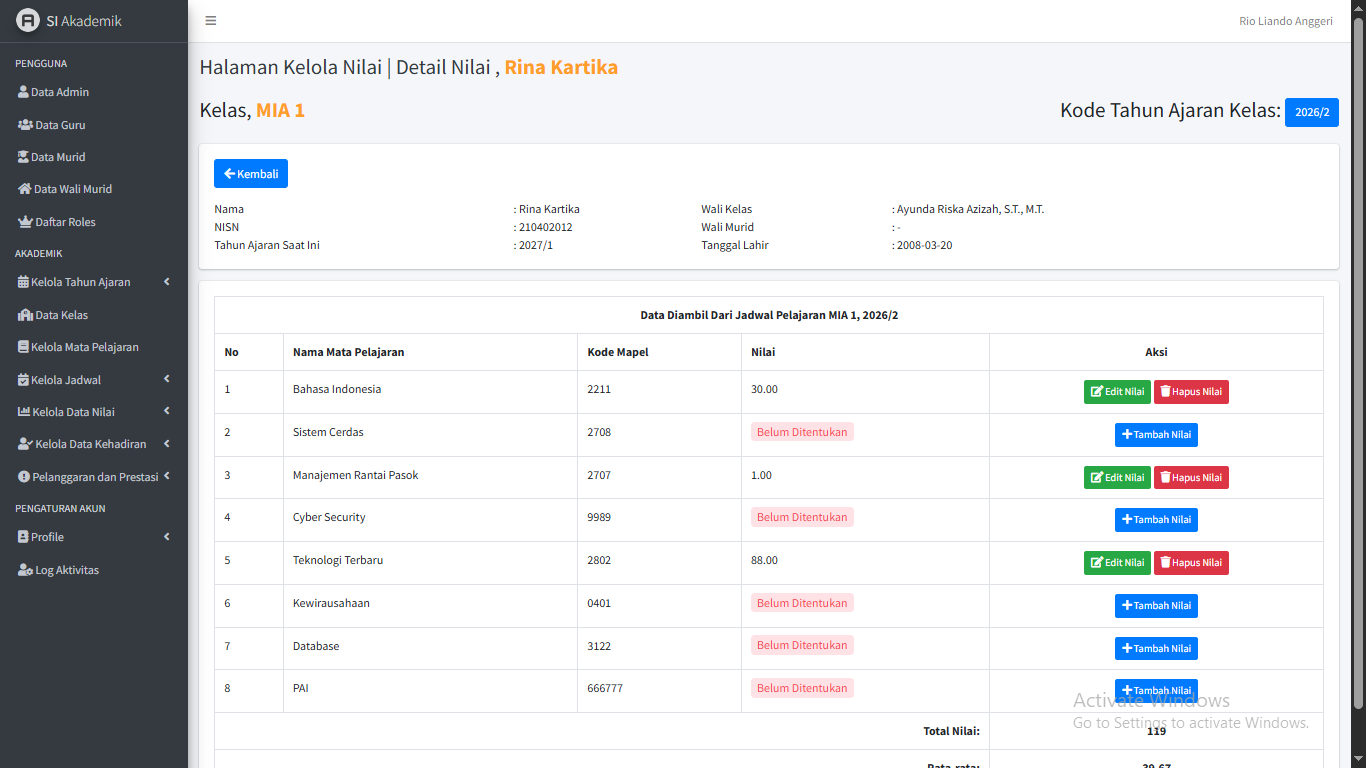 SI Akademik
Rio Liando Anggeri
PENGGUNA
Data Admin
Data Guru
Data Murid
Data Wali Murid
Daftar Roles
AKADEMIK
Kelola Tahun Ajaran
Data Kelas
Kelola Mata Pelajaran
Kelola Jadwal
Kelola Data Nilai
Kelola Data Kehadiran
Pelanggaran dan Prestasi
PENGATURAN AKUN
Profile
Log Aktivitas
Halaman Kelola Nilai | Detail Nilai , Rina Kartika
Kelas, MIA 1
Kode Tahun Ajaran Kelas: 2026/2
Kembali
Nama : Rina Kartika Wali Kelas : Ayunda Riska Azizah, S.T., M.T.
NISN : 210402012 Wali Murid : -
Tahun Ajaran Saat Ini : 2027/1 Tanggal Lahir : 2008-03-20
Data Diambil Dari Jadwal Pelajaran MIA 1, 2026/2
No Nama Mata Pelajaran Kode Mapel Nilai Aksi
1 Bahasa Indonesia 2211 30.00 Edit Nilai Hapus Nilai
2 Sistem Cerdas 2708 Belum Ditentukan Tambah Nilai
3 Manajemen Rantai Pasok 2707 1.00 Edit Nilai Hapus Nilai
4 Cyber Security 9989 Belum Ditentukan Tambah Nilai
5 Teknologi Terbaru 2802 88.00 Edit Nilai Hapus Nilai
6 Kewirausahaan 0401 Belum Ditentukan Tambah Nilai
7 Database 3122 Belum Ditentukan Tambah Nilai
8 PAI 666777 Belum Ditentukan Tambah Nilai
Total Nilai: 119
Rata-rata: 39.67
Activate Windows
Go to Settings to activate Windows.